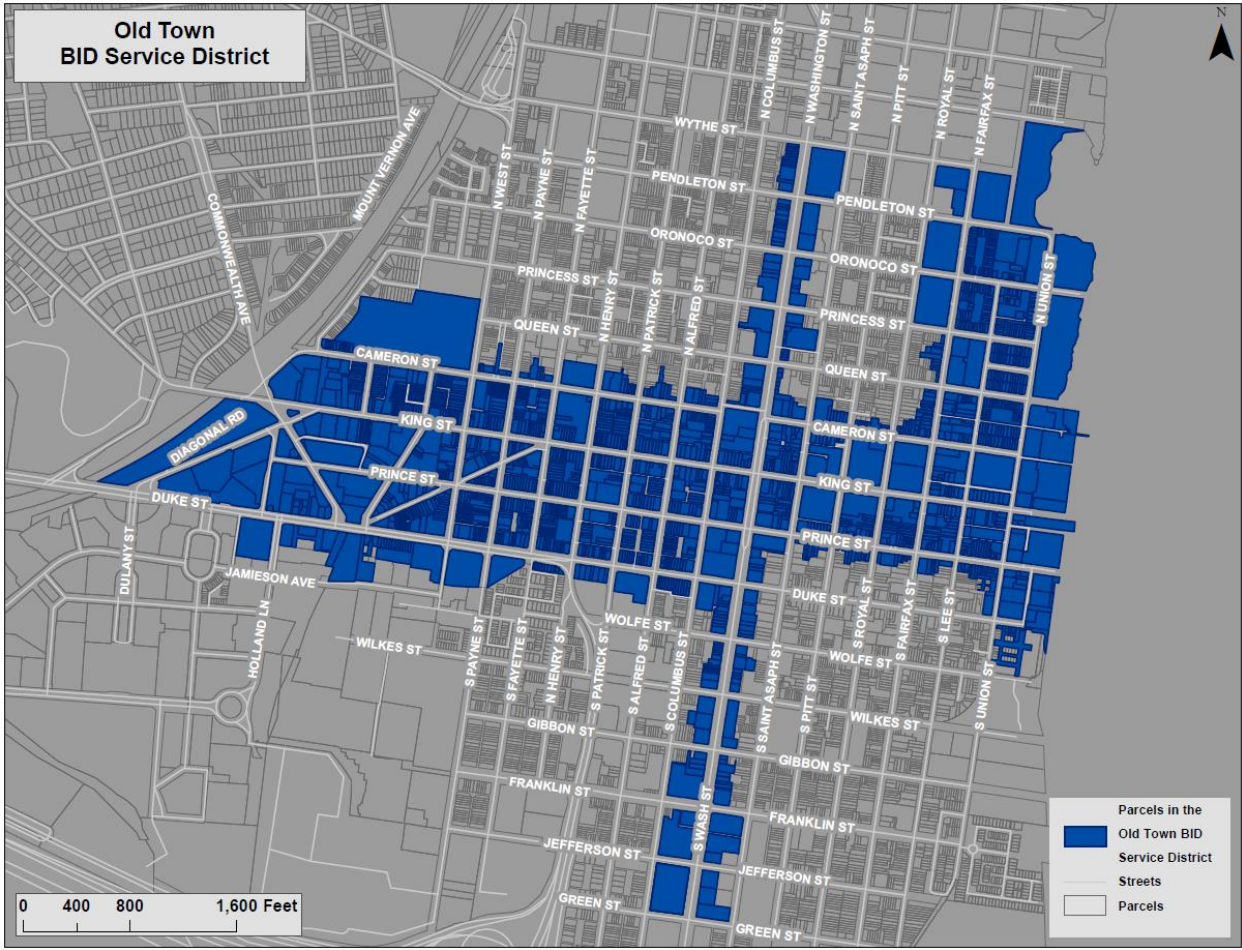 Old Town
BID Service District
N
N COLUMBUS ST
N WASHINGTON ST
N SAINT ASAPH ST
N PITT ST
N ROYAL ST
N FAIRFAX ST
WYTHE ST
MOUNT VERNON AVE
COMMONWEALTH AVE
N WEST ST
N PAYNE ST
N FAYETTE ST
PENDLETON ST
PENDLETON ST
ORONOCO ST
ORONOCO ST
N UNION ST
PRINCESS ST
PRINCESS ST
N HENRY ST
N PATRICK ST
N ALFRED ST
QUEEN ST
QUEEN ST
CAMERON ST
CAMERON ST
KING ST
KING ST
DIAGONAL RD
PRINCE ST
PRINCE ST
DUKE ST
DUKE ST
DULANY ST
JAMIESON AVE
HOLLAND LN
WILKES ST
WILKES ST
WOLFE ST
WOLFE ST
S PAYNE ST
S FAYETTE ST
N HENRY ST
S PATRICK ST
S ALFRED ST
S COLUMBUS ST
S WASH ST
S SAINT ASAPH ST
S PITT ST
S ROYAL ST
S FAIRFAX ST
S LEE ST
S UNION ST
GIBBON ST
GIBBON ST
FRANKLIN ST
FRANKLIN ST
JEFFERSON ST
JEFFERSON ST
GREEN ST
GREEN ST
0 400 800 1,600 Feet
Parcels in the
Old Town BID
Service District
Streets
Parcels